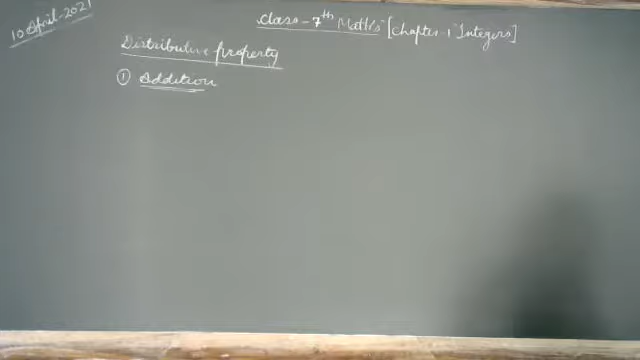 10 April-2021
Class-7th Maths [Chapter-1 Integers]
Distributive property
① Addition